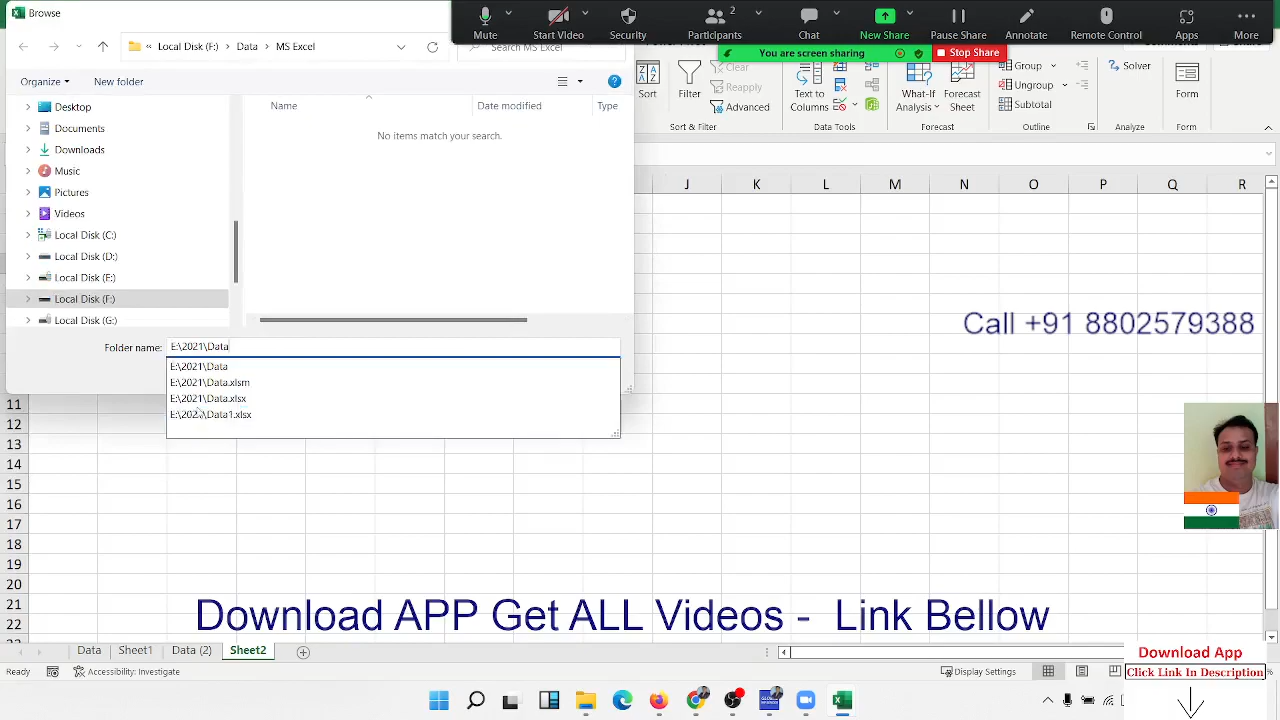 Browse
Mute
Start Video
Security
2
Participants
Chat
New Share
Pause Share
Annotate
Remote Control
Apps
More
You are screen sharing
Stop Share
« Local Disk (F:) > Data > MS Excel
Search MS Excel
Organize
New folder
Name
Date modified
Type
No items match your search.
Desktop
Documents
Downloads
Music
Pictures
Videos
Local Disk (C:)
Local Disk (D:)
Local Disk (E:)
Local Disk (F:)
Local Disk (G:)
Folder name:
E:\2021\Data
E:\2021\Data
E:\2021\Data.xlsm
E:\2021\Data.xlsx
E:\2021\Data1.xlsx
Sort
Filter
Clear
Reapply
Advanced
Sort & Filter
Text to
Columns
Data Tools
What-If
Analysis
Forecast
Sheet
Forecast
Group
Ungroup
Subtotal
Outline
Solver
Analyze
Form
Form
J K L M N O P Q R
Call +91 8802579388
11
12
13
14
15
16
17
18
19
20
21
22
Download APP Get ALL Videos - Link Bellow
Data
Sheet1
Data (2)
Sheet2
Ready
Accessibility: Investigate
Display Settings
Download App
Click Link In Description